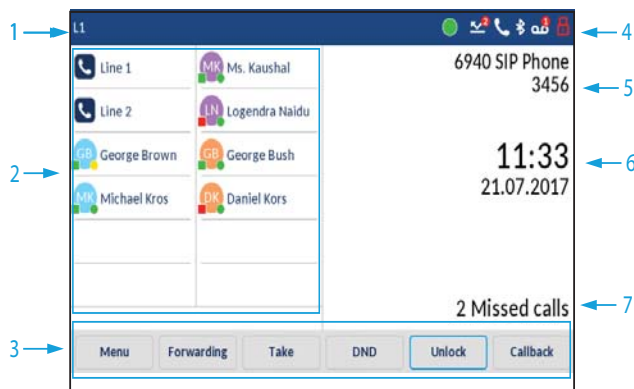 1 L1 2 1 4
Line 1 MK Ms. Kaushal 6940 SIP Phone
3456 5
Line 2 LN Logendra Naidu
2 GB George Brown GB George Bush 11:33 6
21.07.2017
MK Michael Kros DK Daniel Kors
2 Missed calls 7
3 Menu Forwarding Take DND Unlock Callback